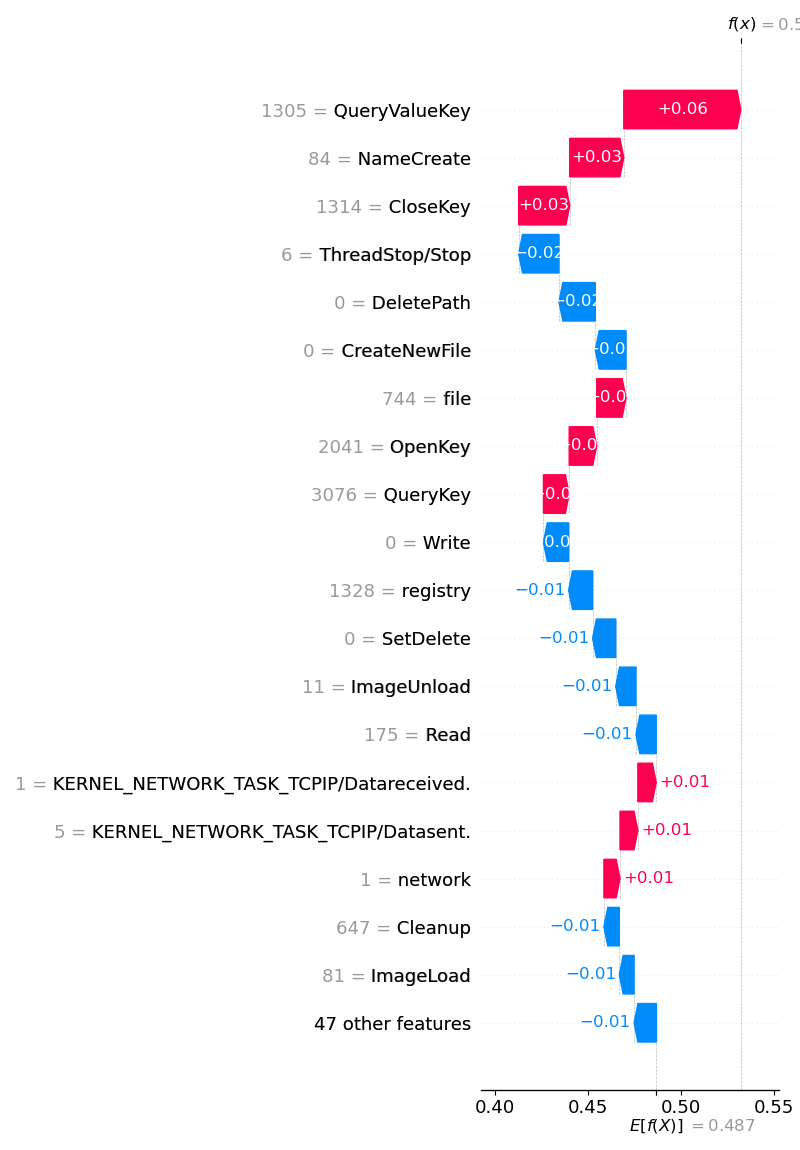 f(x) = 0.5
1305 = QueryValueKey +0.06
84 = NameCreate +0.03
1314 = CloseKey +0.03
6 = ThreadStop/Stop −0.02
0 = DeletePath −0.02
0 = CreateNewFile −0.0
744 = file +0.0
2041 = OpenKey +0.0
3076 = QueryKey +0.0
0 = Write −0.0
1328 = registry −0.01
0 = SetDelete −0.01
11 = ImageUnload −0.01
175 = Read −0.01
1 = KERNEL_NETWORK_TASK_TCPIP/Datareceived. +0.01
5 = KERNEL_NETWORK_TASK_TCPIP/Datasent. +0.01
1 = network +0.01
647 = Cleanup −0.01
81 = ImageLoad −0.01
47 other features −0.01
0.40 0.45 0.50 0.55
E[f(X)] = 0.487